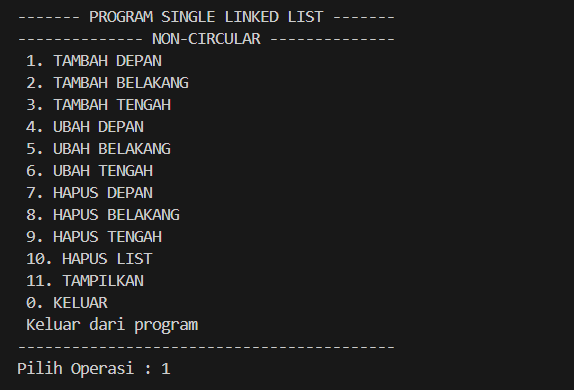 ------- PROGRAM SINGLE LINKED LIST -------
-------------- NON-CIRCULAR --------------
1. TAMBAH DEPAN
2. TAMBAH BELAKANG
3. TAMBAH TENGAH
4. UBAH DEPAN
5. UBAH BELAKANG
6. UBAH TENGAH
7. HAPUS DEPAN
8. HAPUS BELAKANG
9. HAPUS TENGAH
10. HAPUS LIST
11. TAMPILKAN
0. KELUAR
Keluar dari program
------------------------------------------
Pilih Operasi : 1